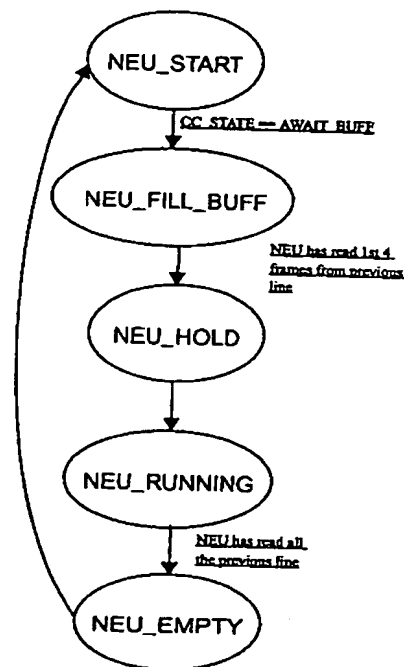 NEU_START
CC_STATE == AWAIT_BUFF
NEU_FILL_BUFF
NEU has read 1st 4
frames from previous
line
NEU_HOLD
NEU_RUNNING
NEU has read all
the previous line
NEU_EMPTY